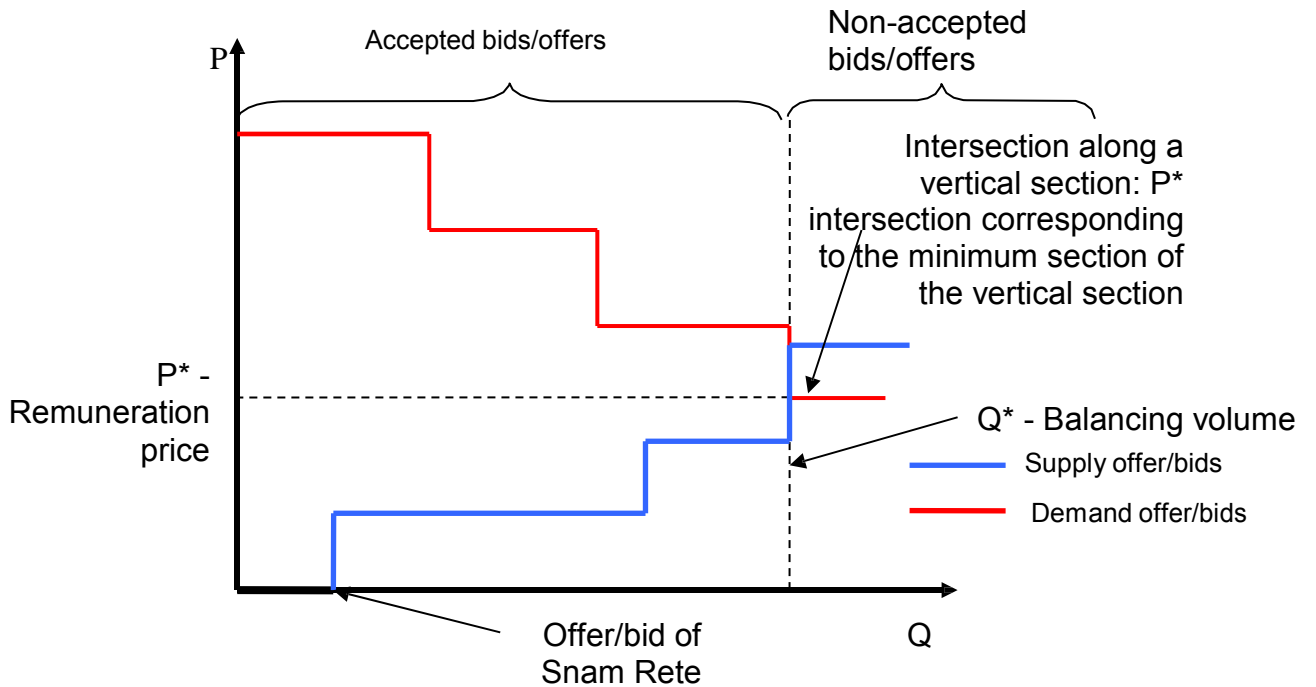 Accepted bids/offers
Non-accepted
bids/offers
P
Intersection along a
vertical section: P*
intersection corresponding
to the minimum section of
the vertical section
P* -
Remuneration
price
Q* - Balancing volume
Supply offer/bids
Demand offer/bids
Offer/bid of
Snam Rete
Q